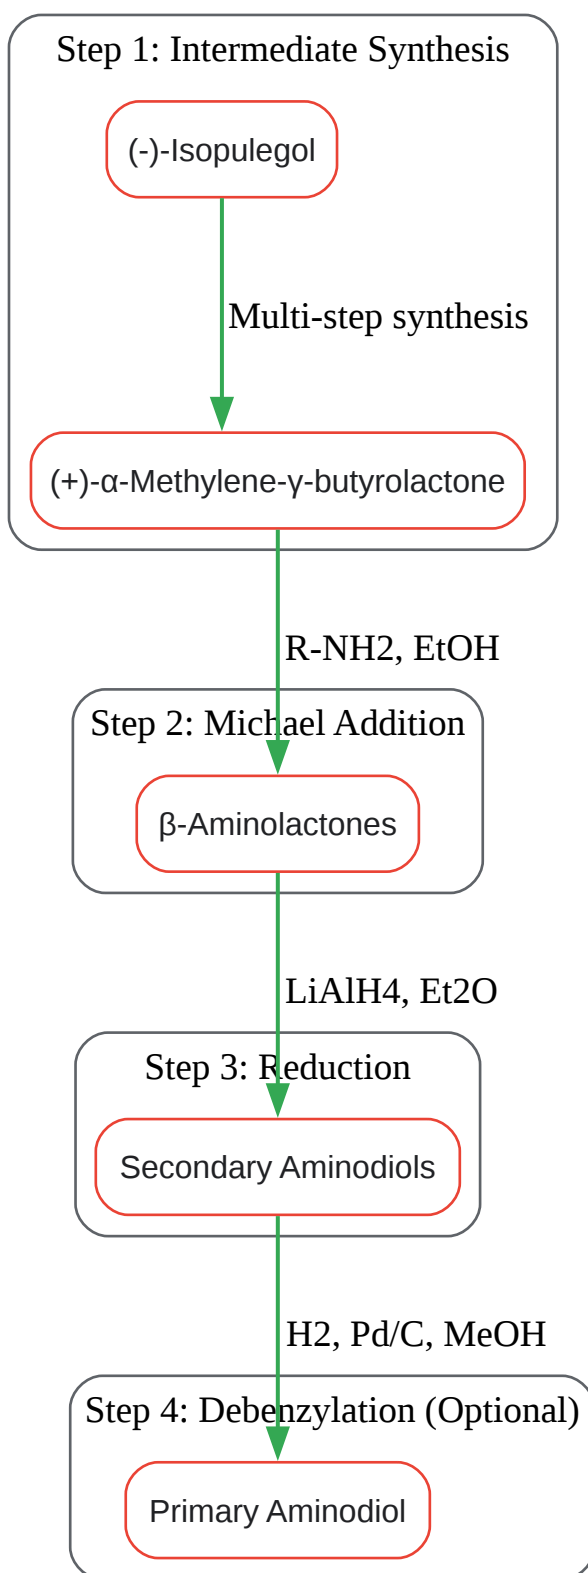 Step 1: Intermediate Synthesis
(-)-Isopulegol
Multi-step synthesis
(+)-α-Methylene-γ-butyrolactone
R-NH2, EtOH
Step 2: Michael Addition
β-Aminolactones
LiAlH4, Et2O
Step 3: Reduction
Secondary Aminodiols
H2, Pd/C, MeOH
Step 4: Debenzylation (Optional)
Primary Aminodiol